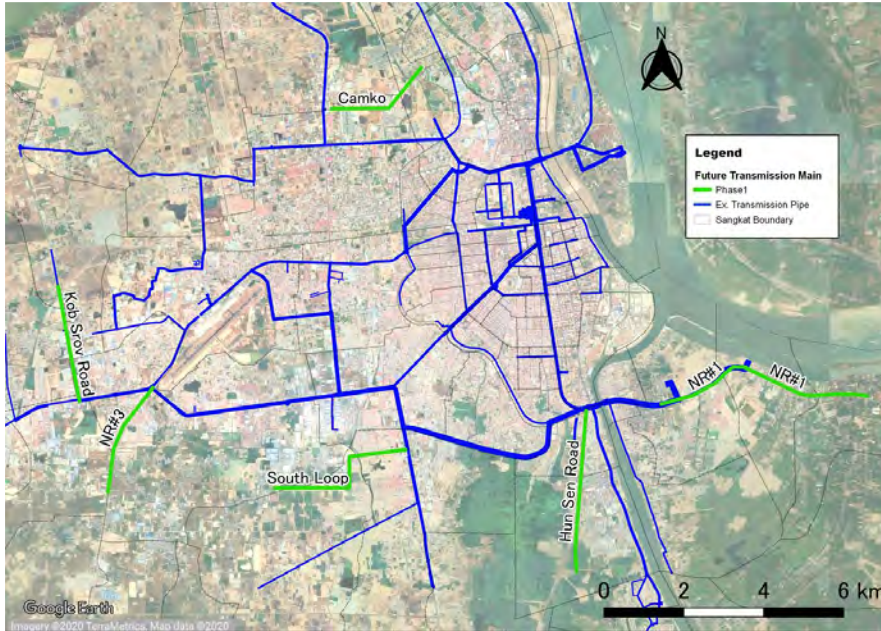 N
Camko
Legend
Future Transmission Main
Phase1
Ex. Transmission Pipe
Sangkat Boundary
Kob Srov Road
NR#3
NR#1
NR#1
South Loop
Hun Sen Road
0 2 4 6 km
Google Earth
Imagery ©2020 TerraMetrics, Map data ©2020